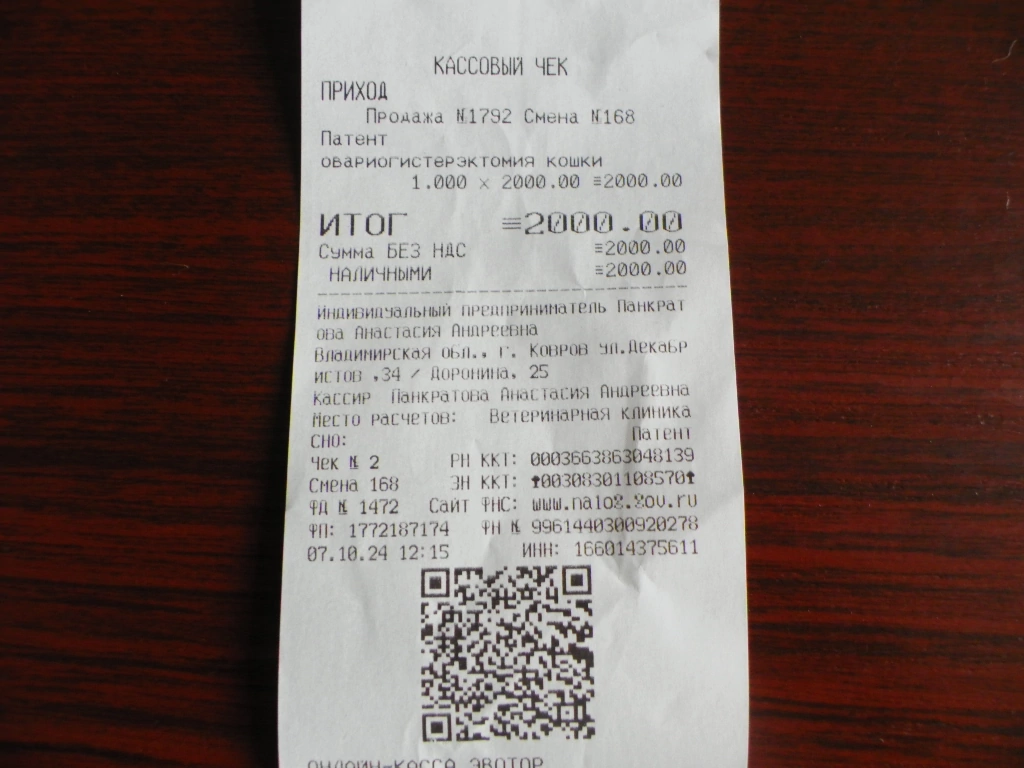 КАССОВЫЙ ЧЕК
ПРИХОД
Продажа №1792 Смена №168
Патент
ОВАРИОГИСТЕРЭКТОМИЯ КОШКИ
1.000 × 2000.00 ≡2000.00
ИТОГ ≡2000.00
Сумма БЕЗ НДС ≡2000.00
НАЛИЧНЫМИ ≡2000.00
Индивидуальный предприниматель Панкрат
ова Анастасия Андреевна
Владимирская обл., г. Ковров ул.Декабр
истов ,34 / Доронина, 25
Кассир Панкратова Анастасия Андреевна
Место расчетов: Ветеринарная клиника
СНО: Патент
Чек № 2 РН ККТ: 0003663863048139
Смена 168 ЗН ККТ: ↑00308301108570↑
ФД № 1472 Сайт ФНС: www.nalog.gov.ru
ФП: 1772187174 ФН № 9961440300920278
07.10.24 12:15 ИНН: 166014375611
ОНЛАЙН-КАССА ЭВОТОР